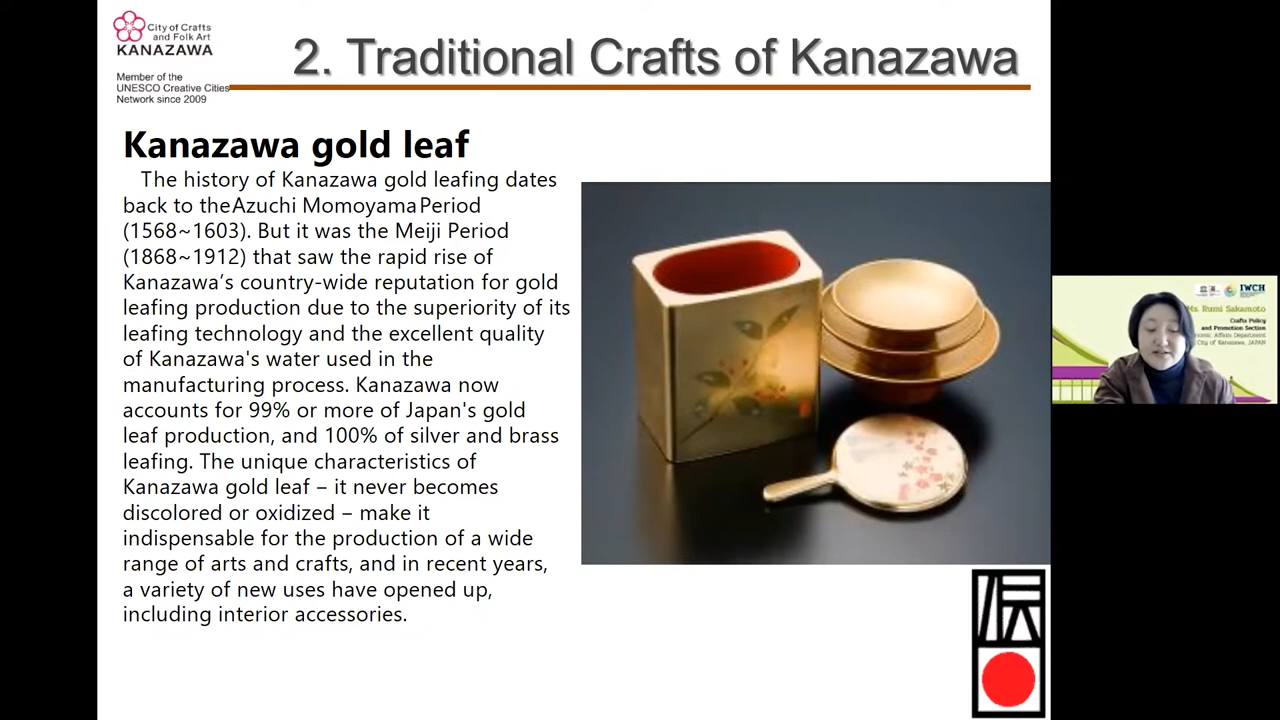 City of Crafts
and Folk Art
KANAZAWA
Member of the
UNESCO Creative Cities
Network since 2009
2. Traditional Crafts of Kanazawa
Kanazawa gold leaf
The history of Kanazawa gold leafing dates
back to theAzuchi MomoyamaPeriod
(1568~1603). But it was the Meiji Period
(1868~1912) that saw the rapid rise of
Kanazawa’s country-wide reputation for gold
leafing production due to the superiority of its
leafing technology and the excellent quality
of Kanazawa's water used in the
manufacturing process. Kanazawa now
accounts for 99% or more of Japan's gold
leaf production, and 100% of silver and brass
leafing. The unique characteristics of
Kanazawa gold leaf – it never becomes
discolored or oxidized – make it
indispensable for the production of a wide
range of arts and crafts, and in recent years,
a variety of new uses have opened up,
including interior accessories.
IWCH
Ms. Rumi Sakamoto
Crafts Policy
and Promotion Section
Affairs Department
City of Kanazawa, JAPAN